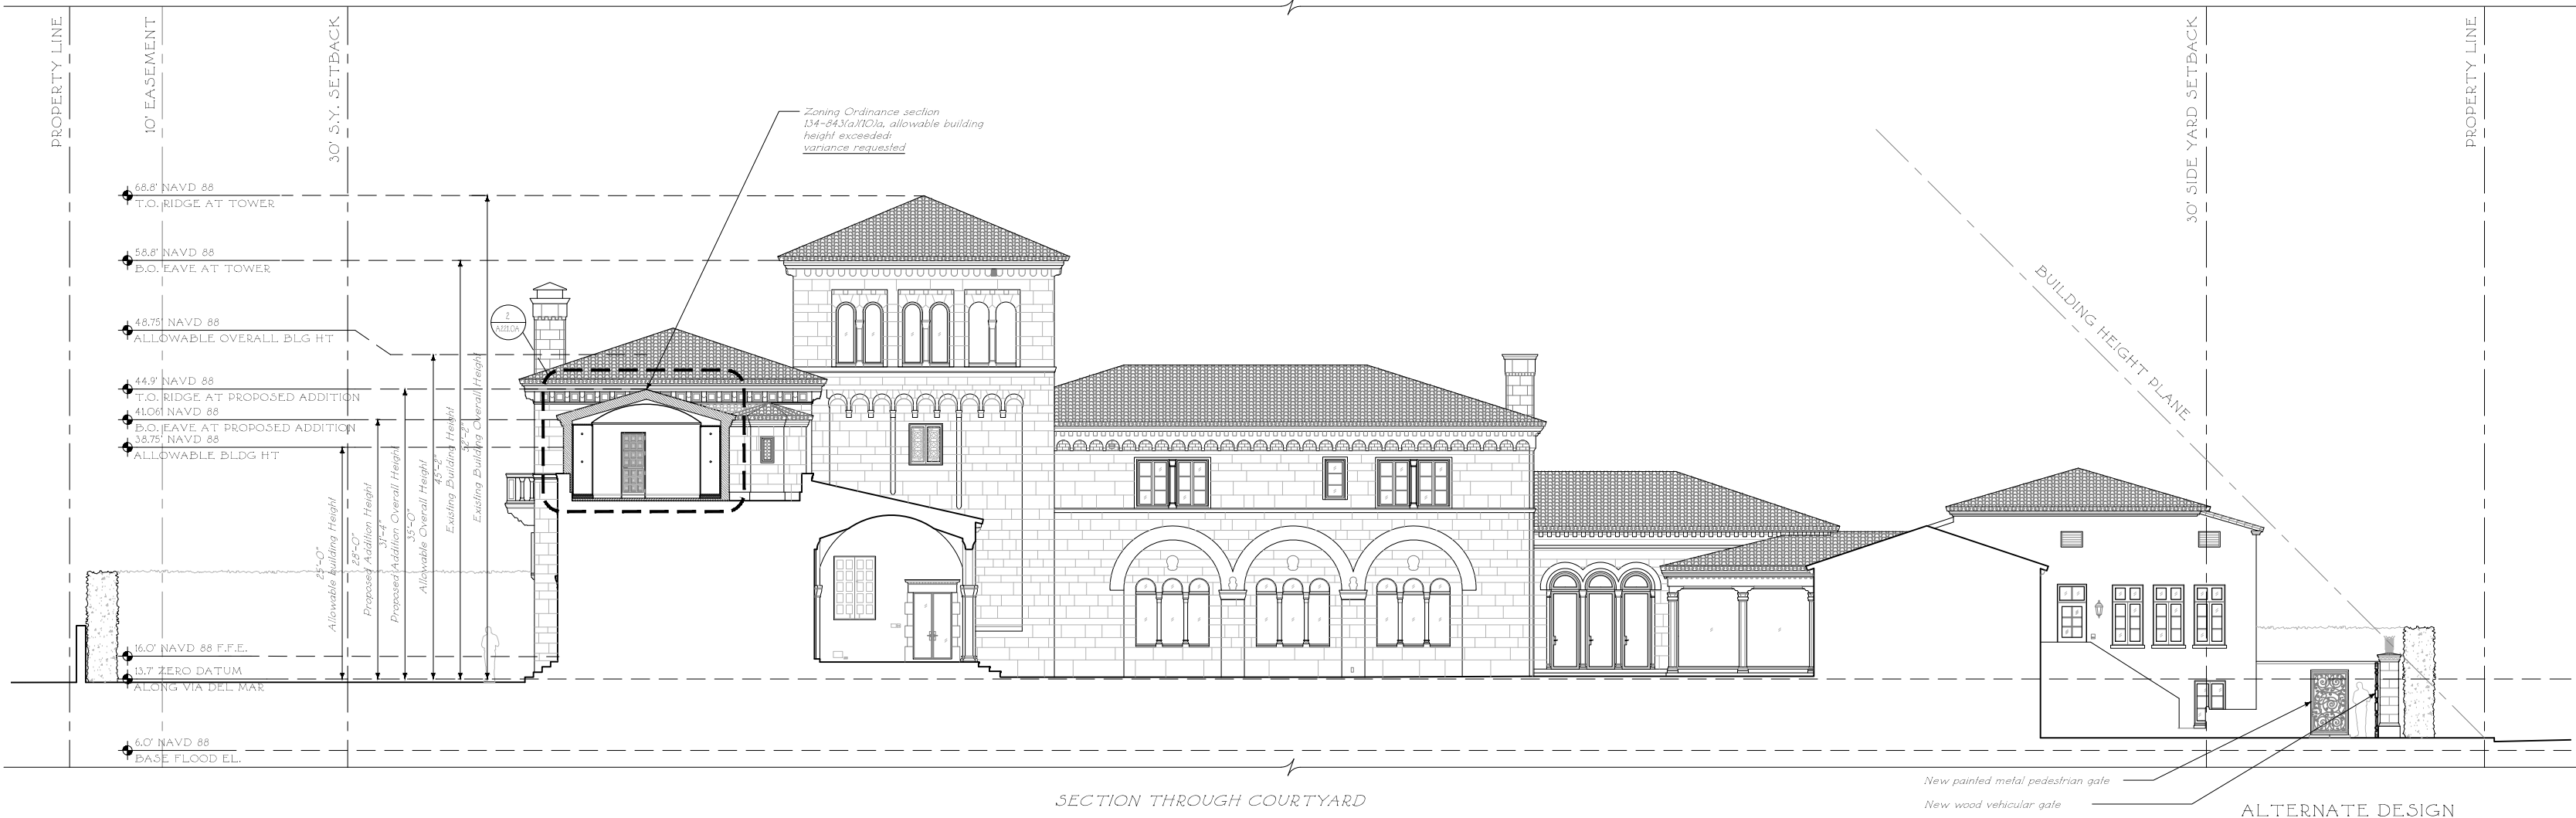 PROPERTY LINE
10' EASEMENT
30' S.Y. SETBACK
30' SIDE YARD SETBACK
PROPERTY LINE
Zoning Ordinance section
134-843(a)(10)a, allowable building
height exceeded;
variance requested
68.8' NAVD 88
T.O. RIDGE AT TOWER
58.8' NAVD 88
B.O. EAVE AT TOWER
48.75' NAVD 88
ALLOWABLE OVERALL BLG HT
44.9' NAVD 88
T.O. RIDGE AT PROPOSED ADDITION
41.06' NAVD 88
B.O. EAVE AT PROPOSED ADDITION
38.75' NAVD 88
ALLOWABLE BLDG HT
2
BUILDING HEIGHT PLANE
25'-0"
Allowable building Height
28'-0"
Proposed Addition Height
31'-4"
Proposed Addition Overall Height
35'-0"
Allowable Overall Height
45'-2"
Existing Building Height
Existing Building Overall Height
16.0' NAVD 88 F.F.E.
13.7' ZERO DATUM
ALONG VIA DEL MAR
6.0' NAVD 88
BASE FLOOD EL.
New painted metal pedestrian gate
New wood vehicular gate
SECTION THROUGH COURTYARD
ALTERNATE DESIGN